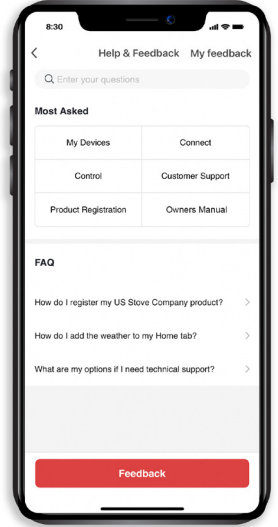 8:30
Help & Feedback My feedback
Enter your questions
Most Asked
My Devices Connect
Control Customer Support
Product Registration Owners Manual
FAQ
How do I register my US Stove Company product?
How do I add the weather to my Home tab?
What are my options if I need technical support?
Feedback